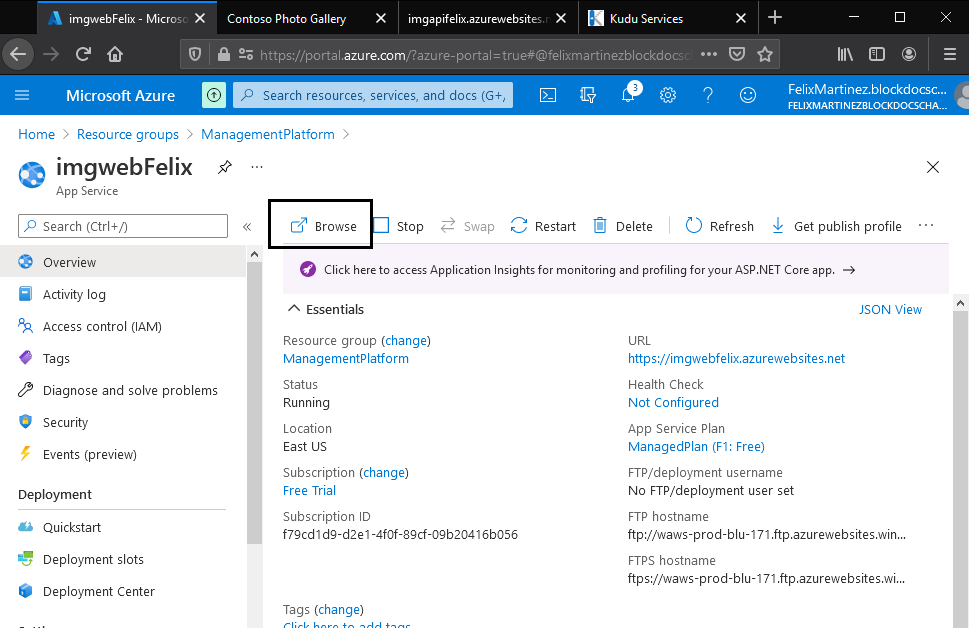 imgwebFelix - Microso
Contoso Photo Gallery
imgapifelix.azurewebsites.n
Kudu Services
https://portal.azure.com/?azure-portal=true#@felixmartinezblockdocsc
Microsoft Azure
Search resources, services, and docs (G+/)
3
FelixMartinez.blockdocsc...
FELIXMARTINEZBLOCKDOCSCHA...
Home > Resource groups > ManagementPlatform >
imgwebFelix
App Service
Search (Ctrl+/)
«
Browse
Stop
Swap
Restart
Delete
Refresh
Get publish profile
Overview
Activity log
Access control (IAM)
Tags
Diagnose and solve problems
Security
Events (preview)
Deployment
Quickstart
Deployment slots
Deployment Center
Click here to access Application Insights for monitoring and profiling for your ASP.NET Core app. →
Essentials
JSON View
Resource group (change)
ManagementPlatform
Status
Running
Location
East US
Subscription (change)
Free Trial
Subscription ID
f79cd1d9-d2e1-4f0f-89cf-09b20416b056
URL
https://imgwebfelix.azurewebsites.net
Health Check
Not Configured
App Service Plan
ManagedPlan (F1: Free)
FTP/deployment username
No FTP/deployment user set
FTP hostname
ftp://waws-prod-blu-171.ftp.azurewebsites.win...
FTPS hostname
ftps://waws-prod-blu-171.ftp.azurewebsites.wi...
Tags (change)
Click here to add tags